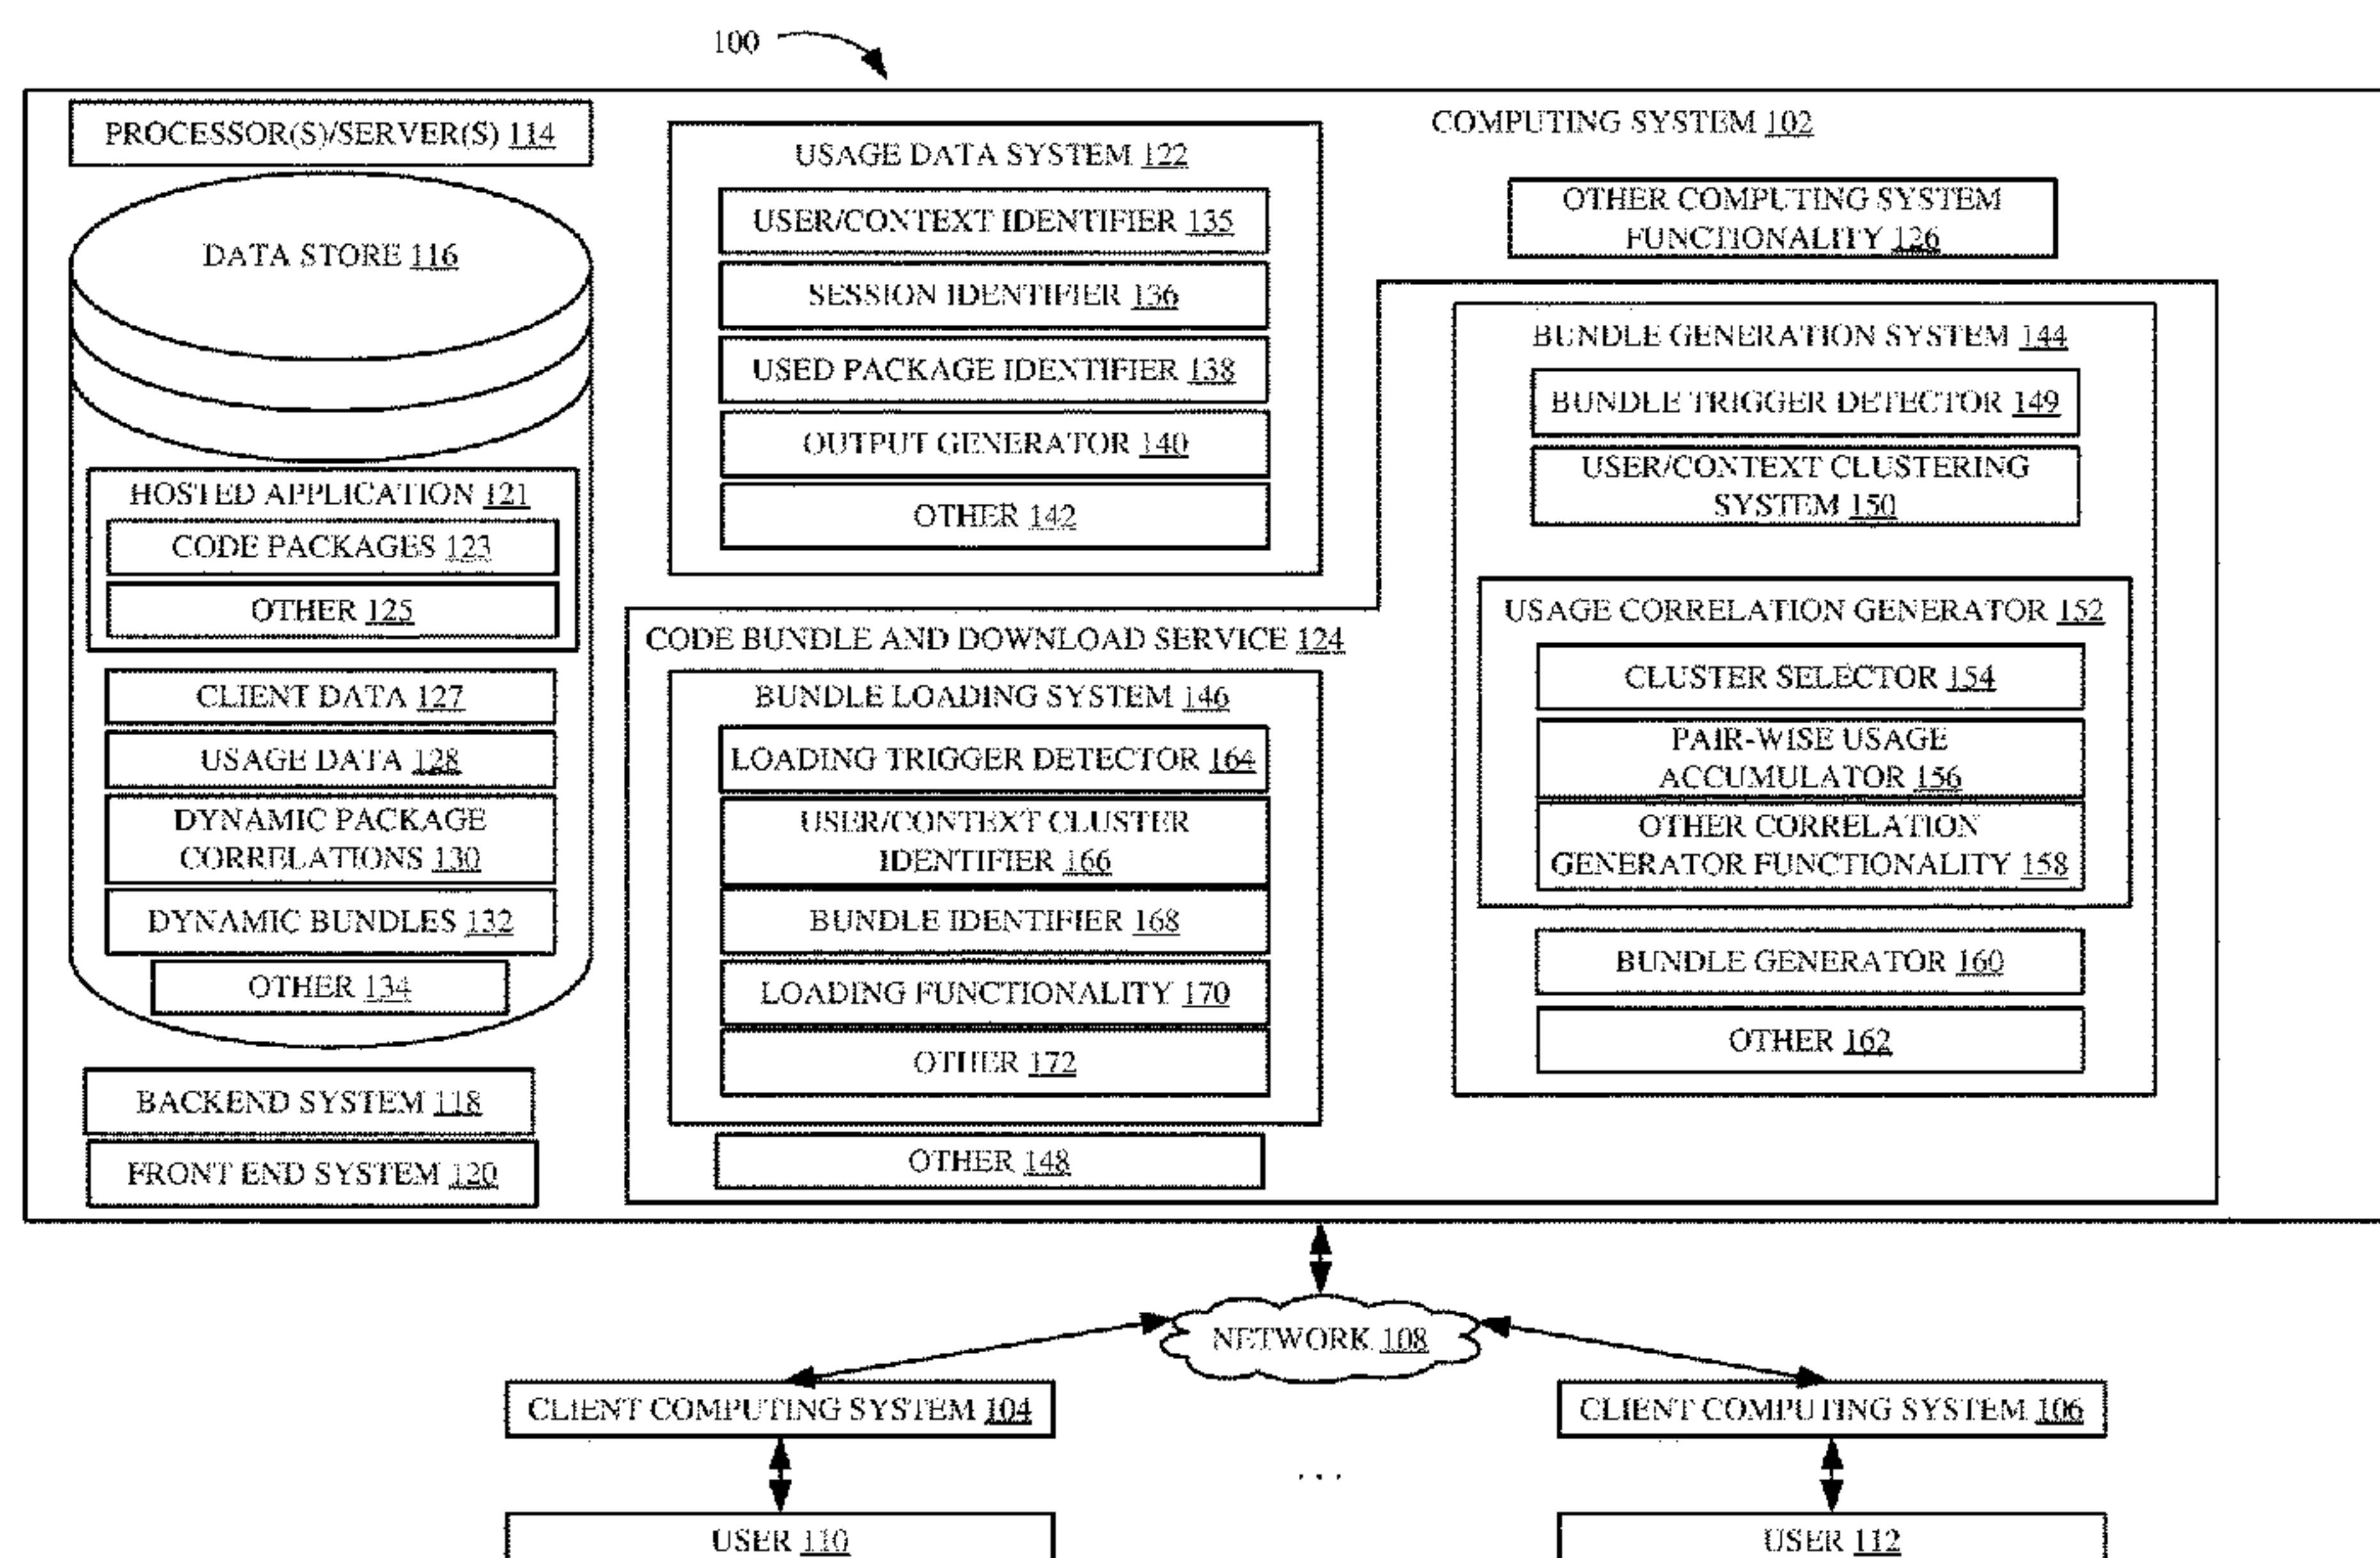 100
COMPUTING SYSTEM 102
PROCESSOR(S)/SERVER(S) 114
DATA STORE 116
HOSTED APPLICATION 121
CODE PACKAGES 123
OTHER 125
CLIENT DATA 127
USAGE DATA 128
DYNAMIC PACKAGE
CORRELATIONS 130
DYNAMIC BUNDLES 132
OTHER 134
BACKEND SYSTEM 118
FRONT END SYSTEM 120
USAGE DATA SYSTEM 122
USER/CONTEXT IDENTIFIER 135
SESSION IDENTIFIER 136
USED PACKAGE IDENTIFIER 138
OUTPUT GENERATOR 140
OTHER 142
OTHER COMPUTING SYSTEM
FUNCTIONALITY 126
CODE BUNDLE AND DOWNLOAD SERVICE 124
BUNDLE LOADING SYSTEM 146
LOADING TRIGGER DETECTOR 164
USER/CONTEXT CLUSTER
IDENTIFIER 166
BUNDLE IDENTIFIER 168
LOADING FUNCTIONALITY 170
OTHER 172
OTHER 148
BUNDLE GENERATION SYSTEM 144
BUNDLE TRIGGER DETECTOR 149
USER/CONTEXT CLUSTERING
SYSTEM 150
USAGE CORRELATION GENERATOR 152
CLUSTER SELECTOR 154
PAIR-WISE USAGE
ACCUMULATOR 156
OTHER CORRELATION
GENERATOR FUNCTIONALITY 158
BUNDLE GENERATOR 160
OTHER 162
NETWORK 108
CLIENT COMPUTING SYSTEM 104
CLIENT COMPUTING SYSTEM 106
. . .
USER 110
USER 112